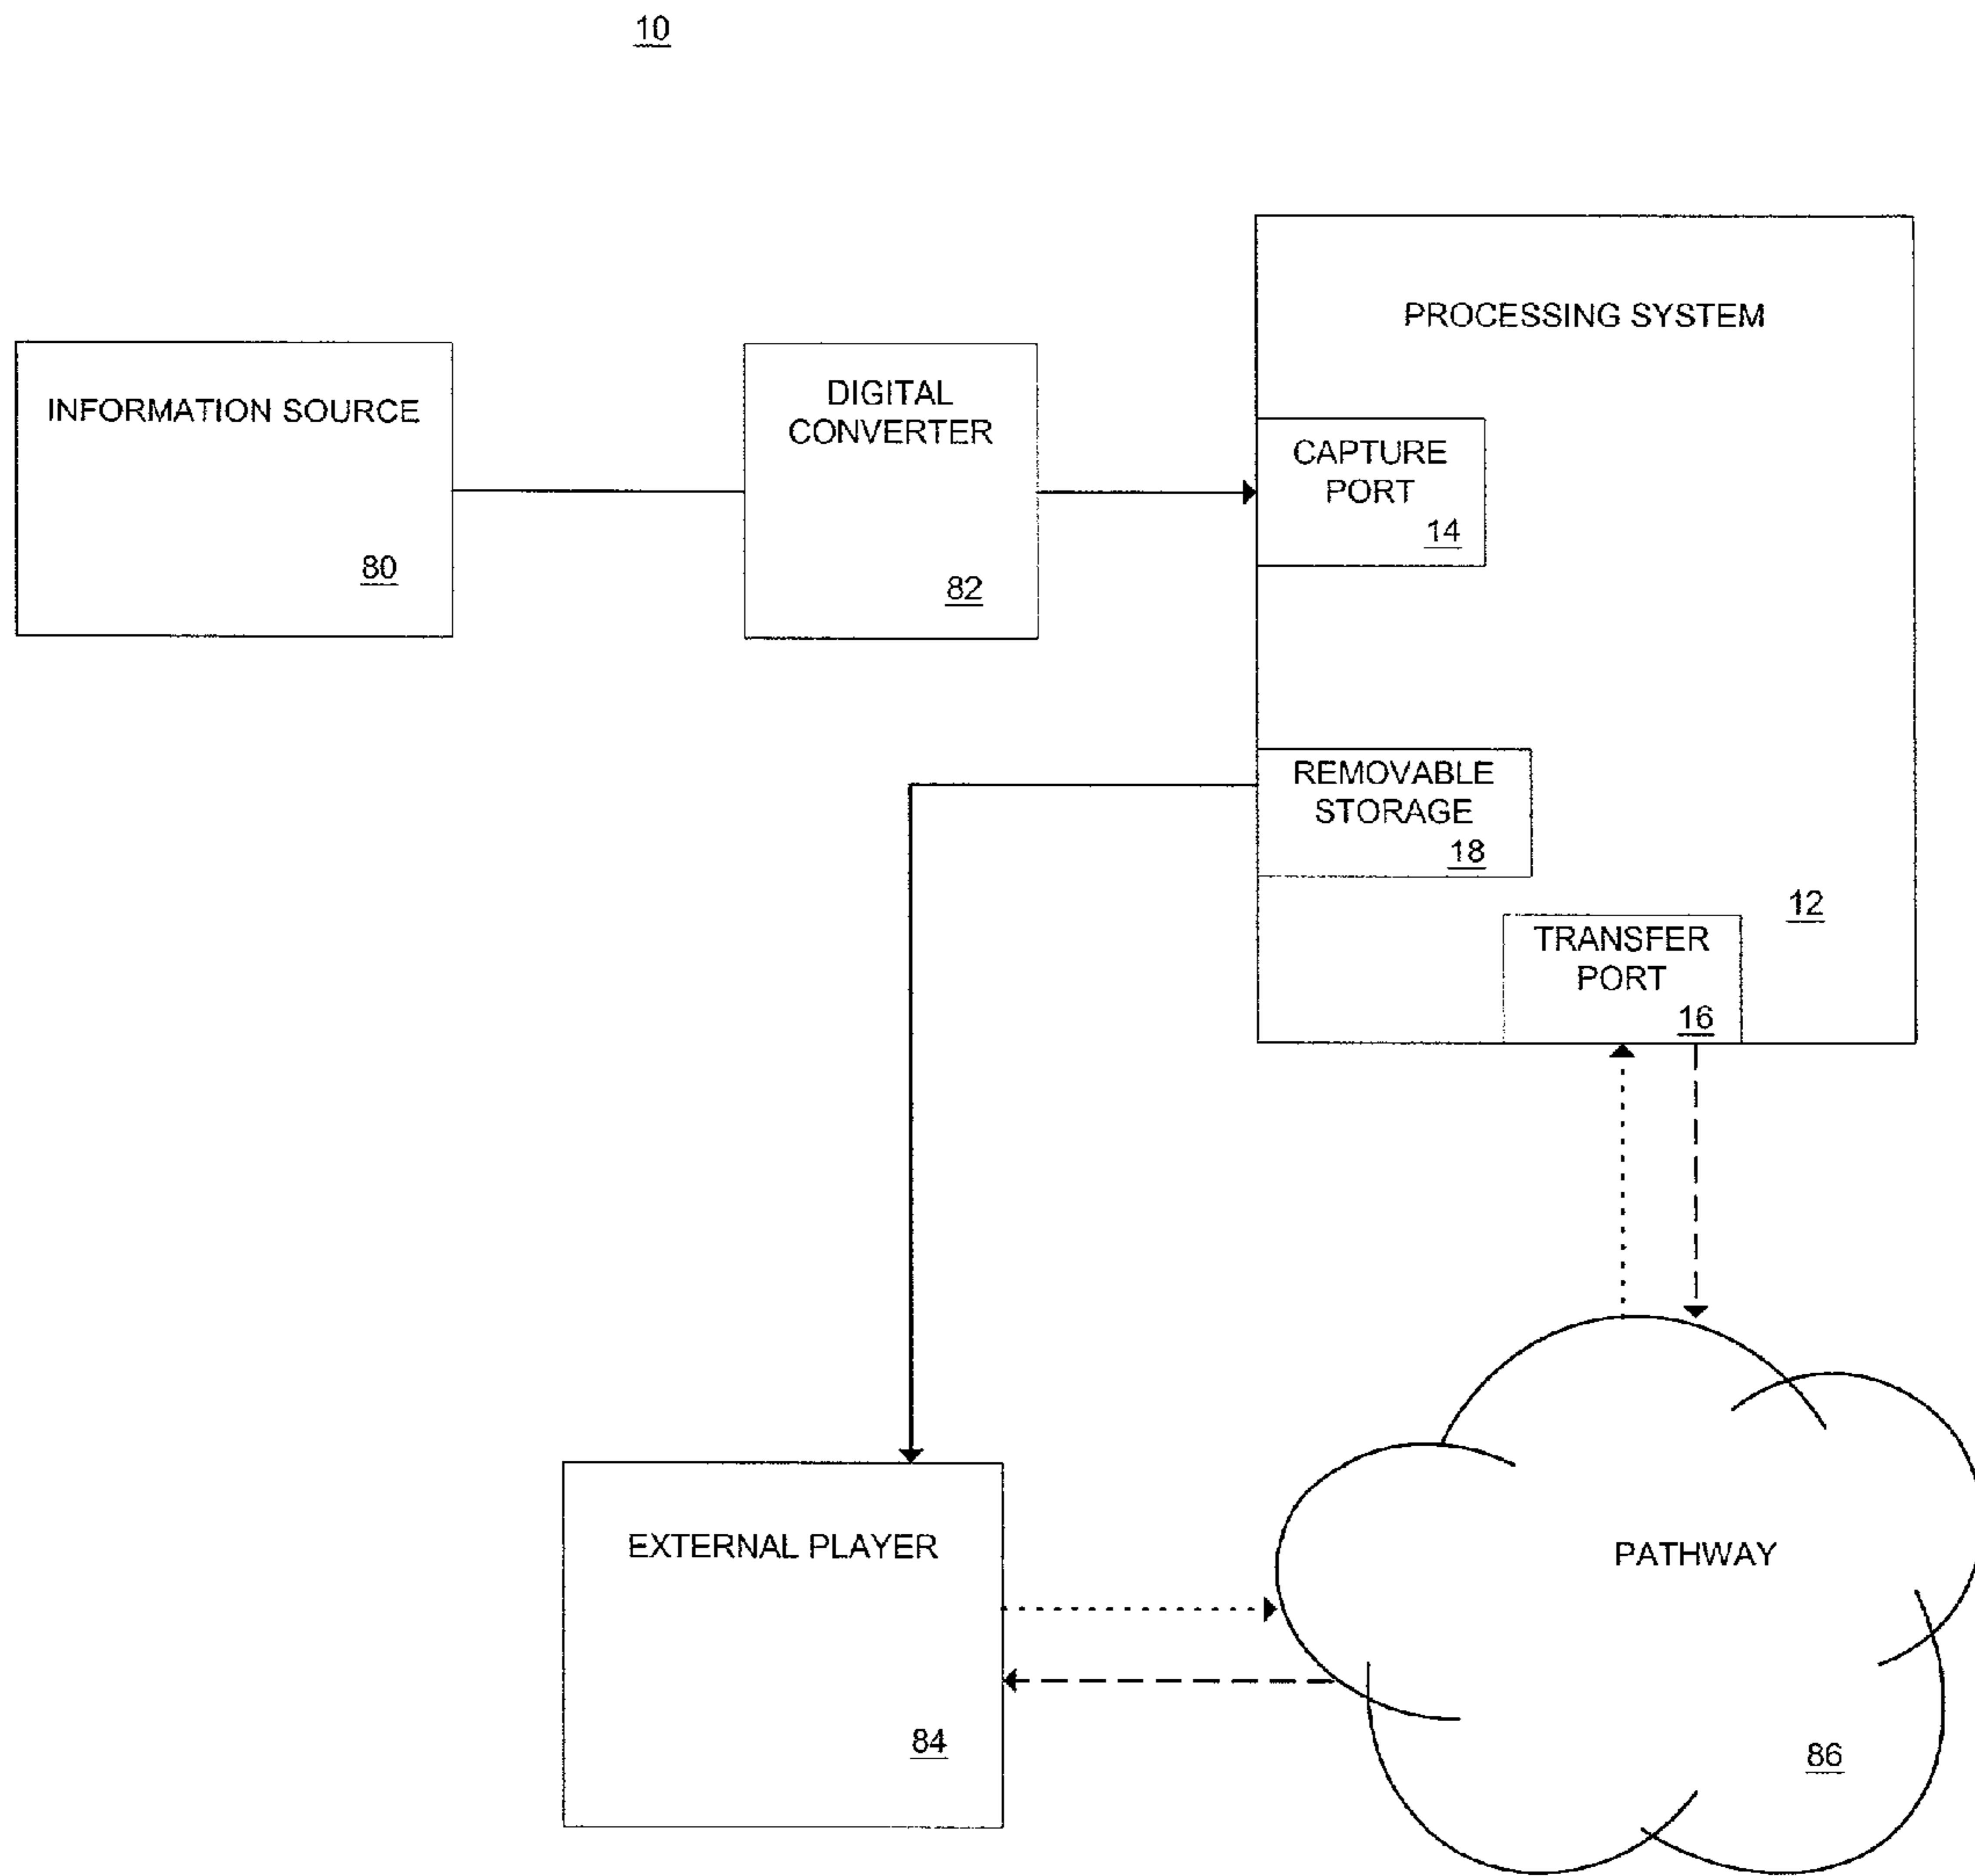 10
PROCESSING SYSTEM
INFORMATION SOURCE
80
DIGITAL
CONVERTER
82
CAPTURE
PORT
14
REMOVABLE
STORAGE
18
12
TRANSFER
PORT
16
EXTERNAL PLAYER
84
PATHWAY
86